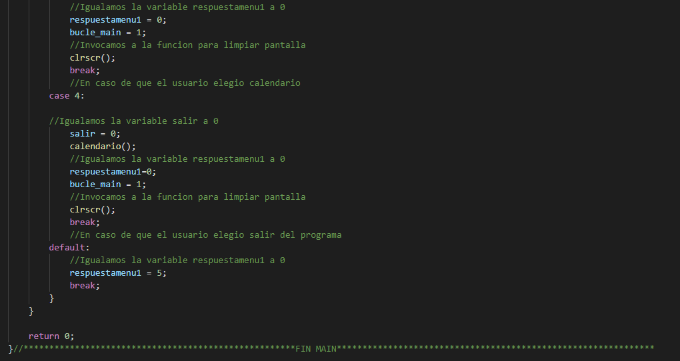 //Igualamos la variable respuestamenu1 a 0
respuestamenu1 = 0;
bucle_main = 1;
//Invocamos a la funcion para limpiar pantalla
clrscr();
break;
//En caso de que el usuario elegio calendario
case 4:
//Igualamos la variable salir a 0
salir = 0;
calendario();
//Igualamos la variable respuestamenu1 a 0
respuestamenu1=0;
bucle_main = 1;
//Invocamos a la funcion para limpiar pantalla
clrscr();
break;
//En caso de que el usuario elegio salir del programa
default:
//Igualamos la variable respuestamenu1 a 0
respuestamenu1 = 5;
break;
}
}
return 0;
}//*****************************************************FIN MAIN**************************************************************